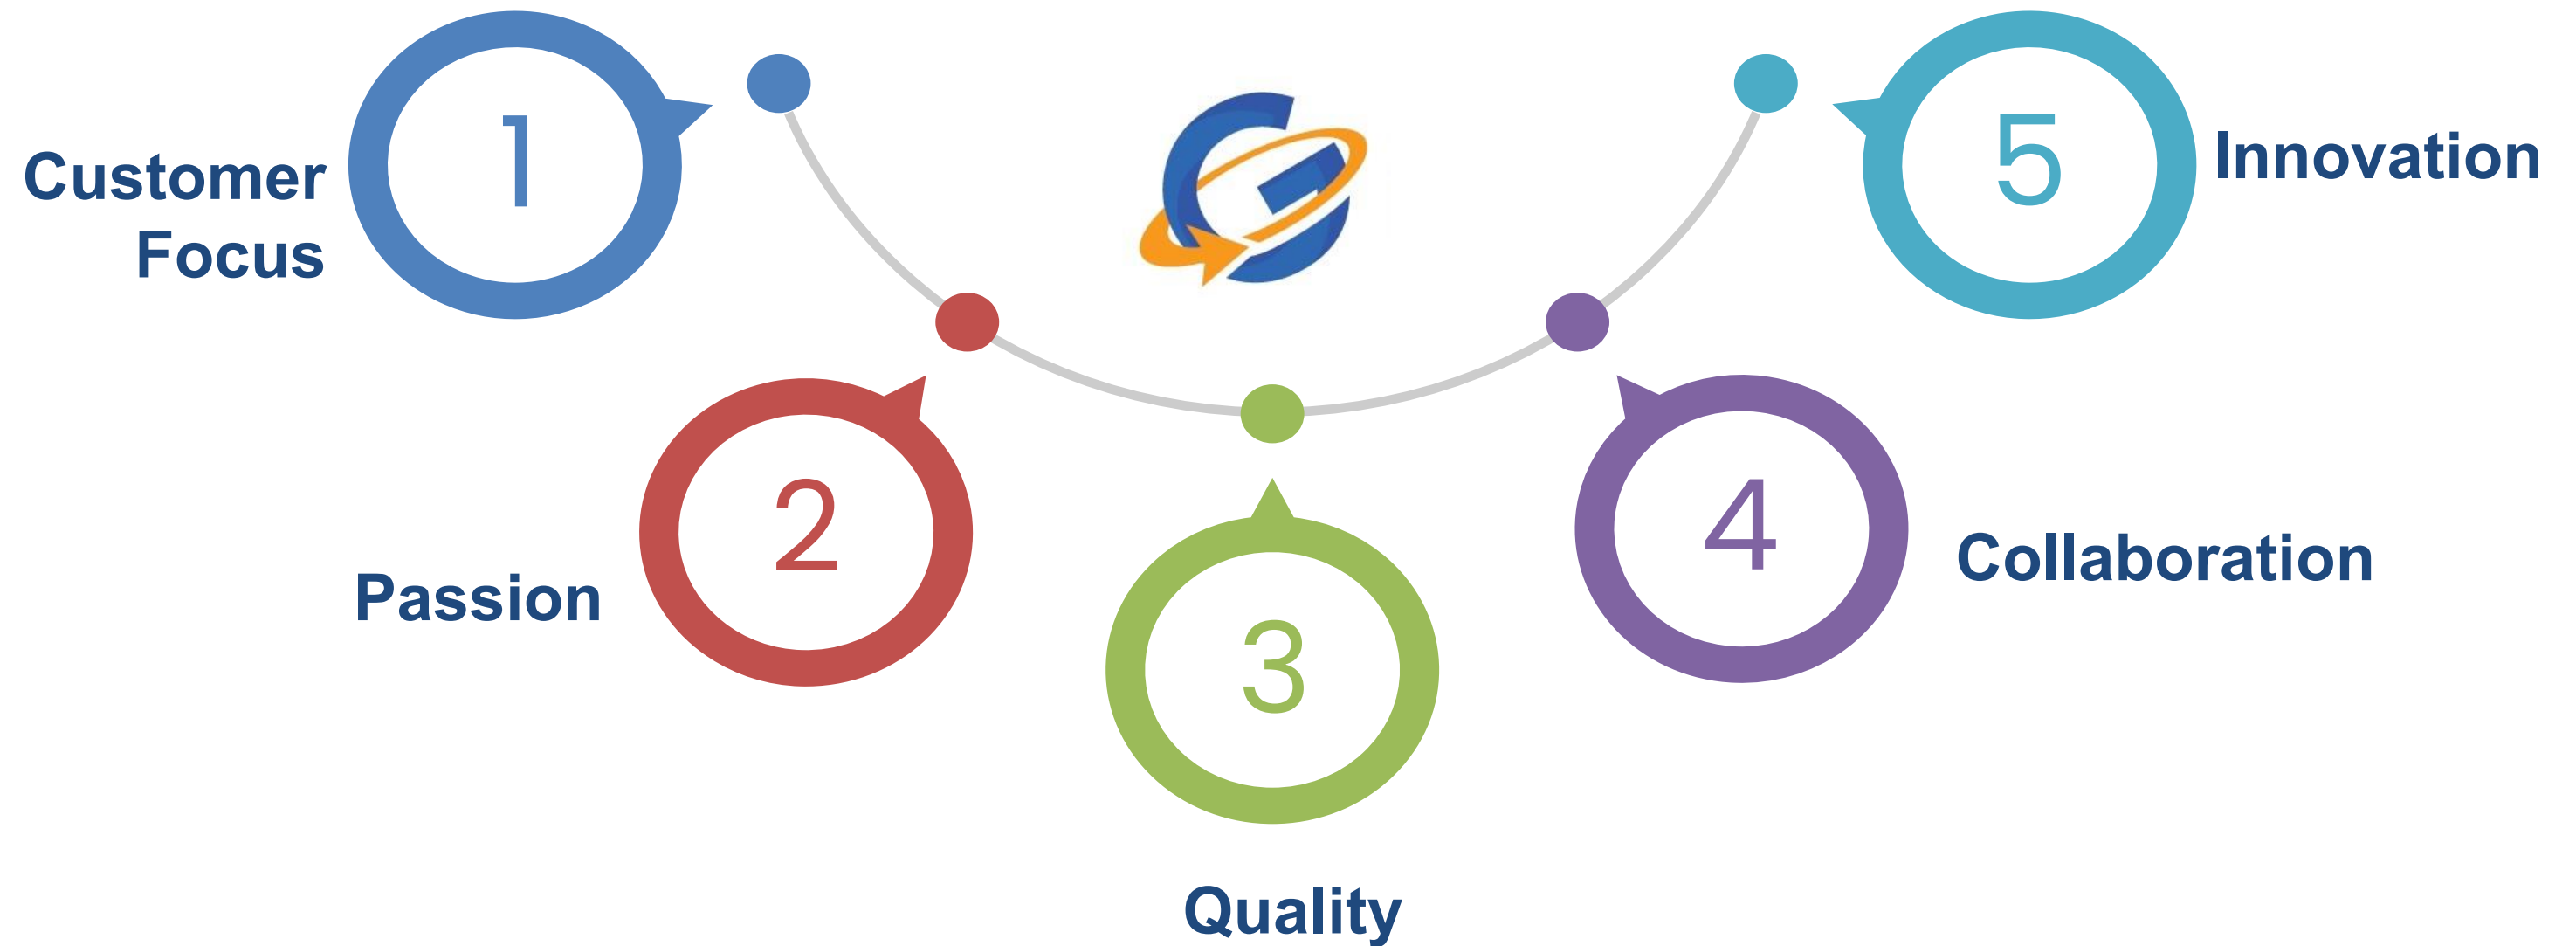 1
Customer
Focus
2
Passion
3
Quality
4
Collaboration
5
Innovation